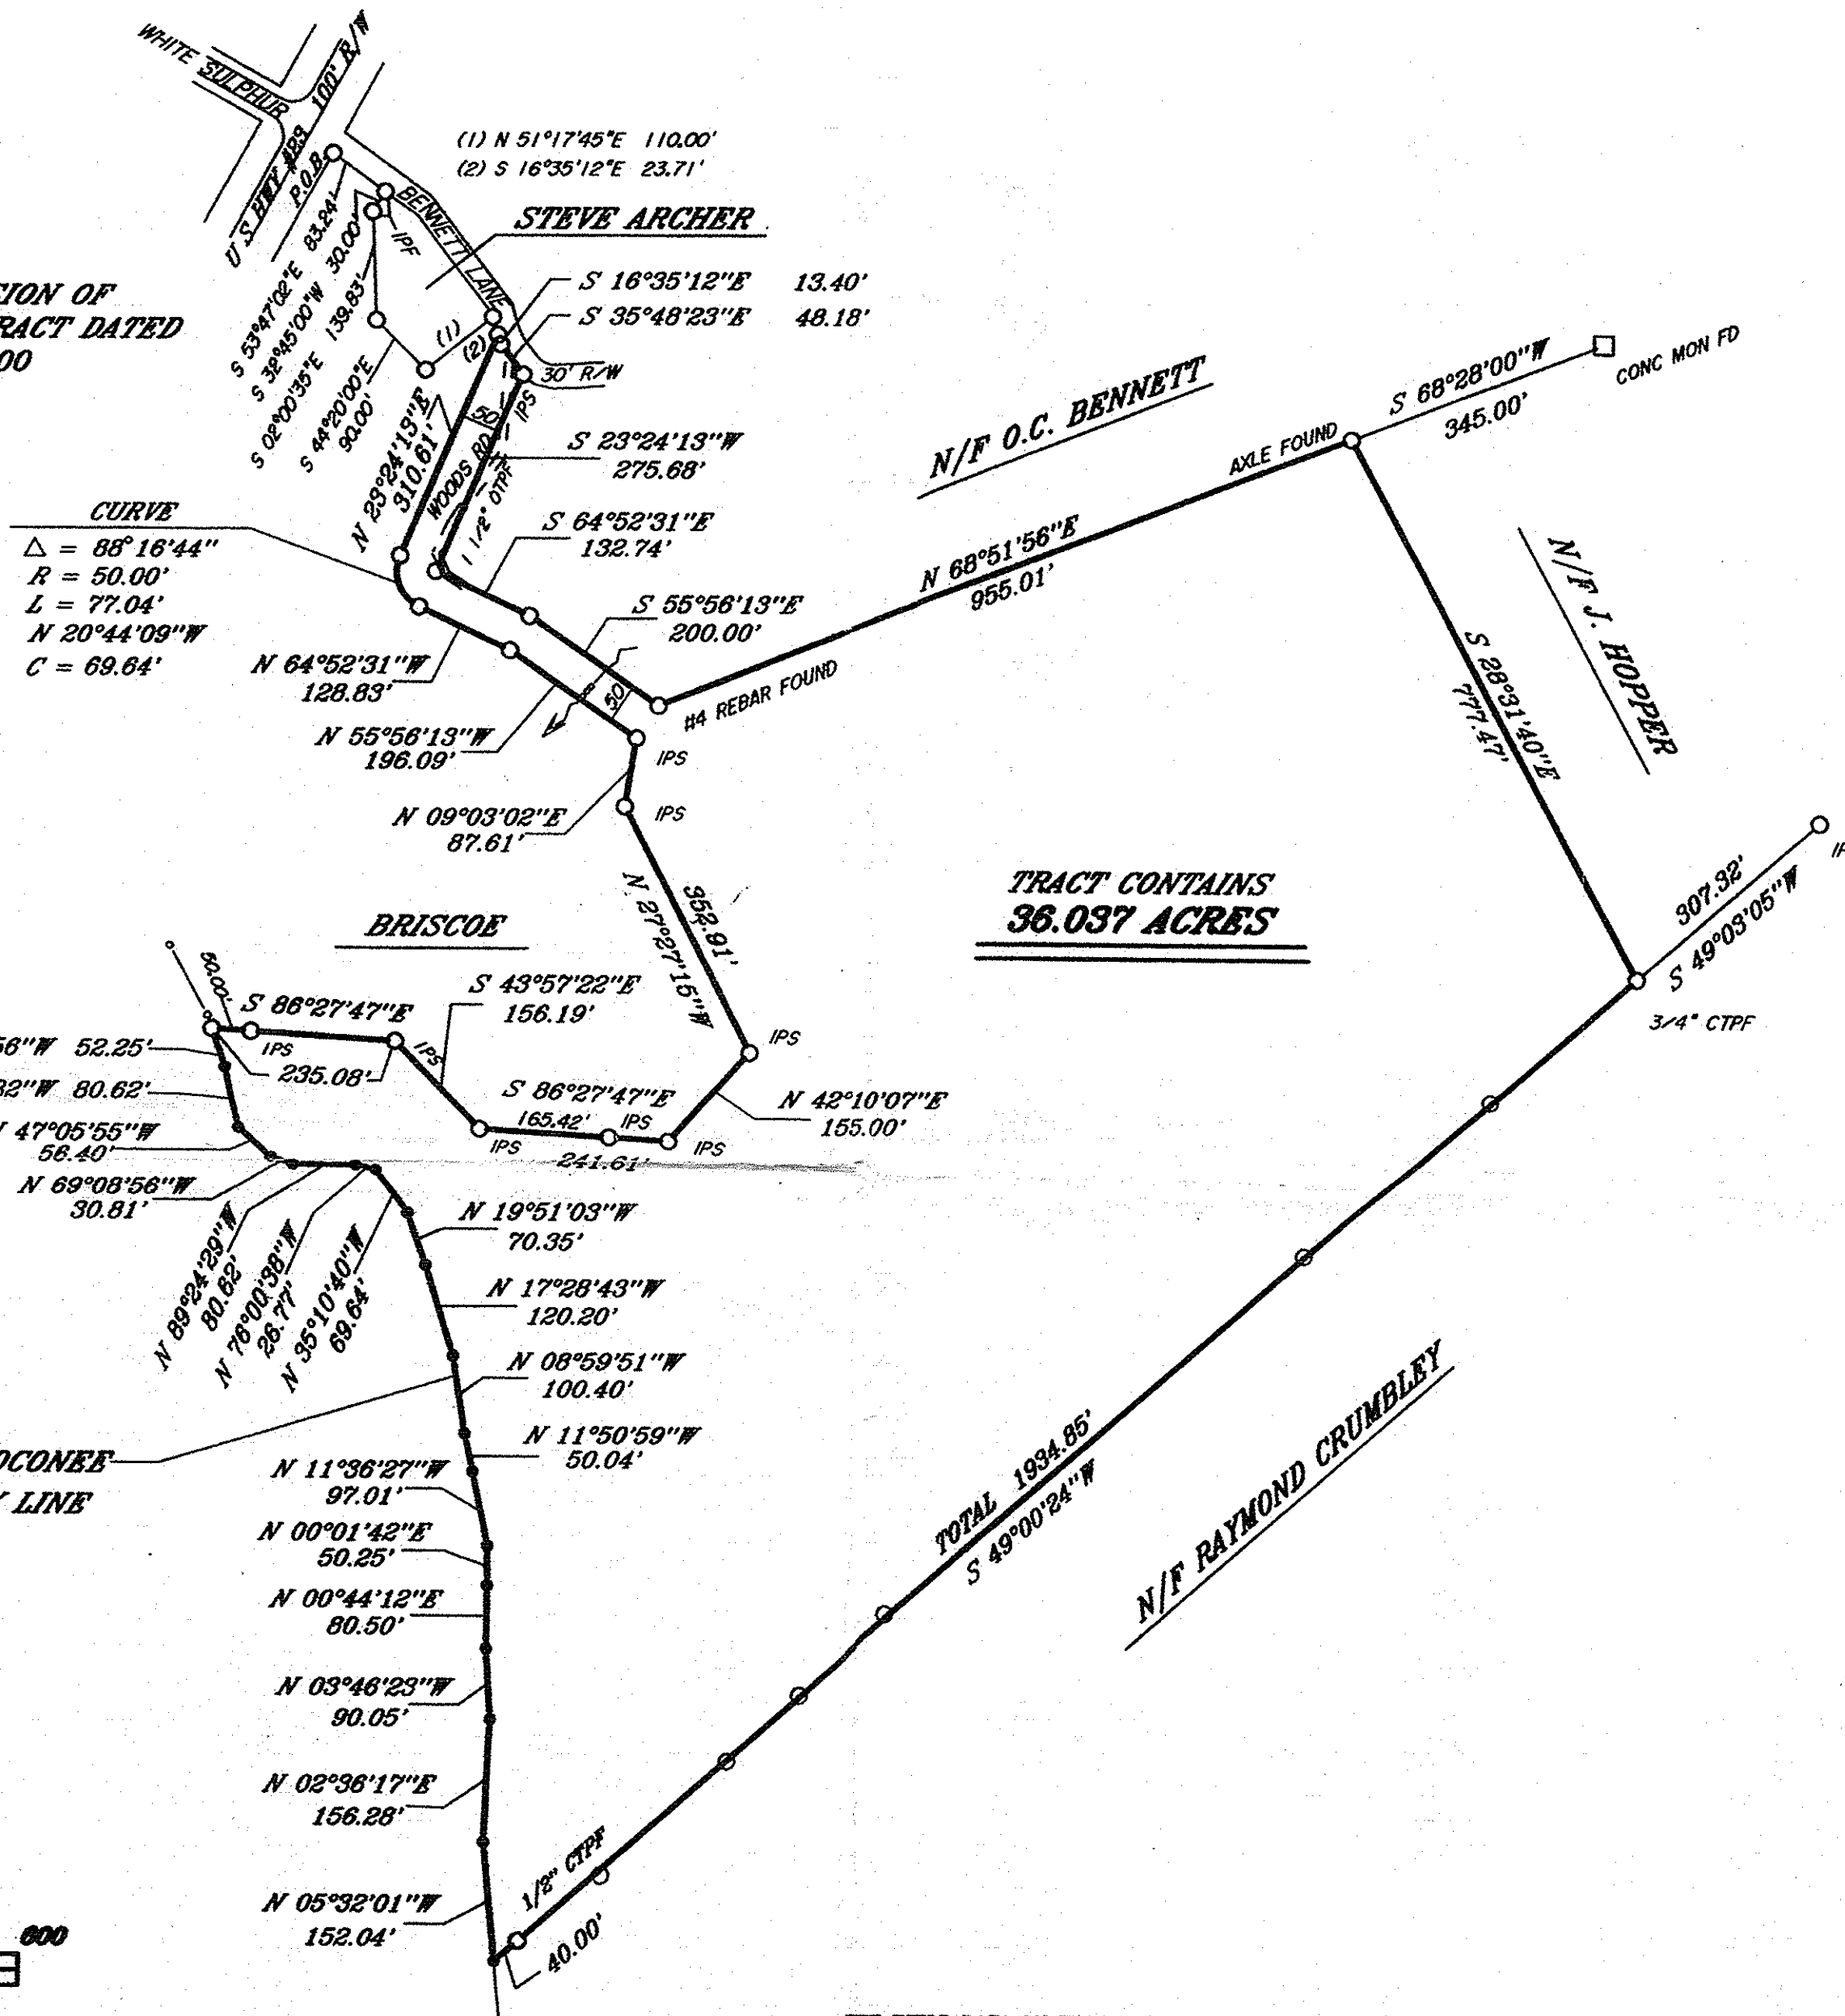 WHITE SULPHUR
U S HWY 129 100' R/W
P.O.B.
(1) N 51°17'45"E 110.00'
(2) S 16°35'12"E 23.71'
BENNETT LANE
IPF
STEVE ARCHER
S 16°35'12"E 13.40'
S 35°48'23"E 48.18'
S 53°47'02"E 83.24'
S 32°45'00"W 30.00'
S 02°00'35"E 139.83'
S 44°20'00"E
90.00'
(1)
(2)
30' R/W
IPS
SION OF
RACT DATED
00
N 23°24'13"E
310.61'
50'
WOODS RD
1 1/2" OTPF
S 23°24'13"W
275.68'
S 64°52'31"E
132.74'
S 55°56'13"E
200.00'
CURVE
△ = 88°16'44"
R = 50.00'
L = 77.04'
N 20°44'09"W
C = 69.64'
N 64°52'31"W
128.83'
N 55°56'13"W
196.09'
50'
#4 REBAR FOUND
N/F O.C. BENNETT
N 68°51'56"E
955.01'
AXLE FOUND
S 68°28'00"W
345.00'
CONC MON FD
N/F J. HOPPER
S 28°31'40"E
777.47'
307.32'
S 49°03'05"W
3/4" CTPF
IPS
N 09°03'02"E
87.61'
IPS
352.91'
N 27°27'15"W
TRACT CONTAINS
36.037 ACRES
BRISCOE
50.00'
S 86°27'47"E
IPS
235.08'
IPS
S 43°57'22"E
156.19'
IPS
S 86°27'47"E
165.42'
IPS
241.61'
IPS
IPS
N 42°10'07"E
155.00'
56"W 52.25'
32"W 80.62'
N 47°05'55"W
56.40'
N 69°08'56"W
30.81'
N 89°24'29"W
80.62'
N 76°00'38"W
26.77'
N 35°10'40"W
69.64'
N 19°51'03"W
70.35'
N 17°28'43"W
120.20'
N 08°59'51"W
100.40'
N 11°50'59"W
50.04'
OCONEE
LINE
N 11°36'27"W
97.01'
N 00°01'42"E
50.25'
N 00°44'12"E
80.50'
N 03°46'23"W
90.05'
N 02°36'17"E
156.28'
N 05°32'01"W
152.04'
TOTAL 1934.85'
S 49°00'24"W
N/F RAYMOND CRUMBLEY
1/2" CTPF
40.00'
600